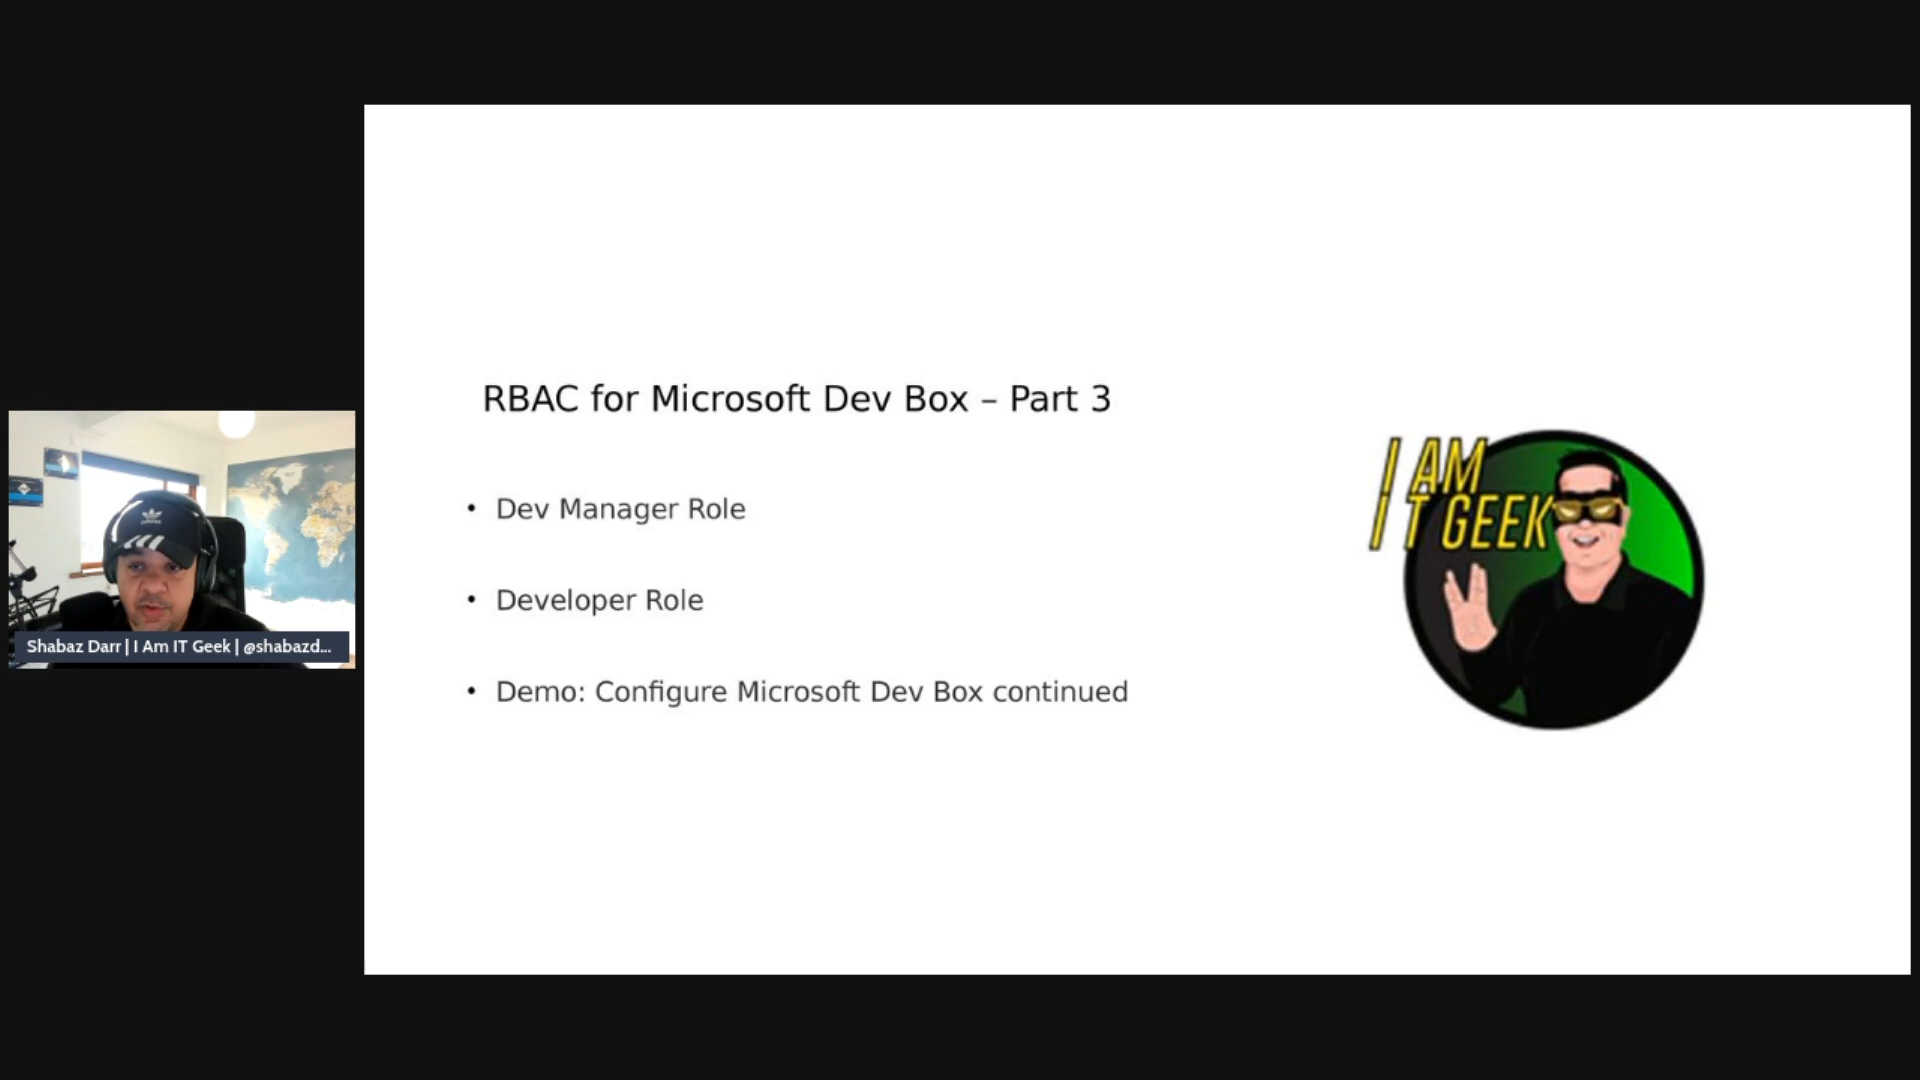 RBAC for Microsoft Dev Box – Part 3
• Dev Manager Role
• Developer Role
• Demo: Configure Microsoft Dev Box continued
I AM
IT GEEK
Shabaz Darr | I Am IT Geek | @shabazd...